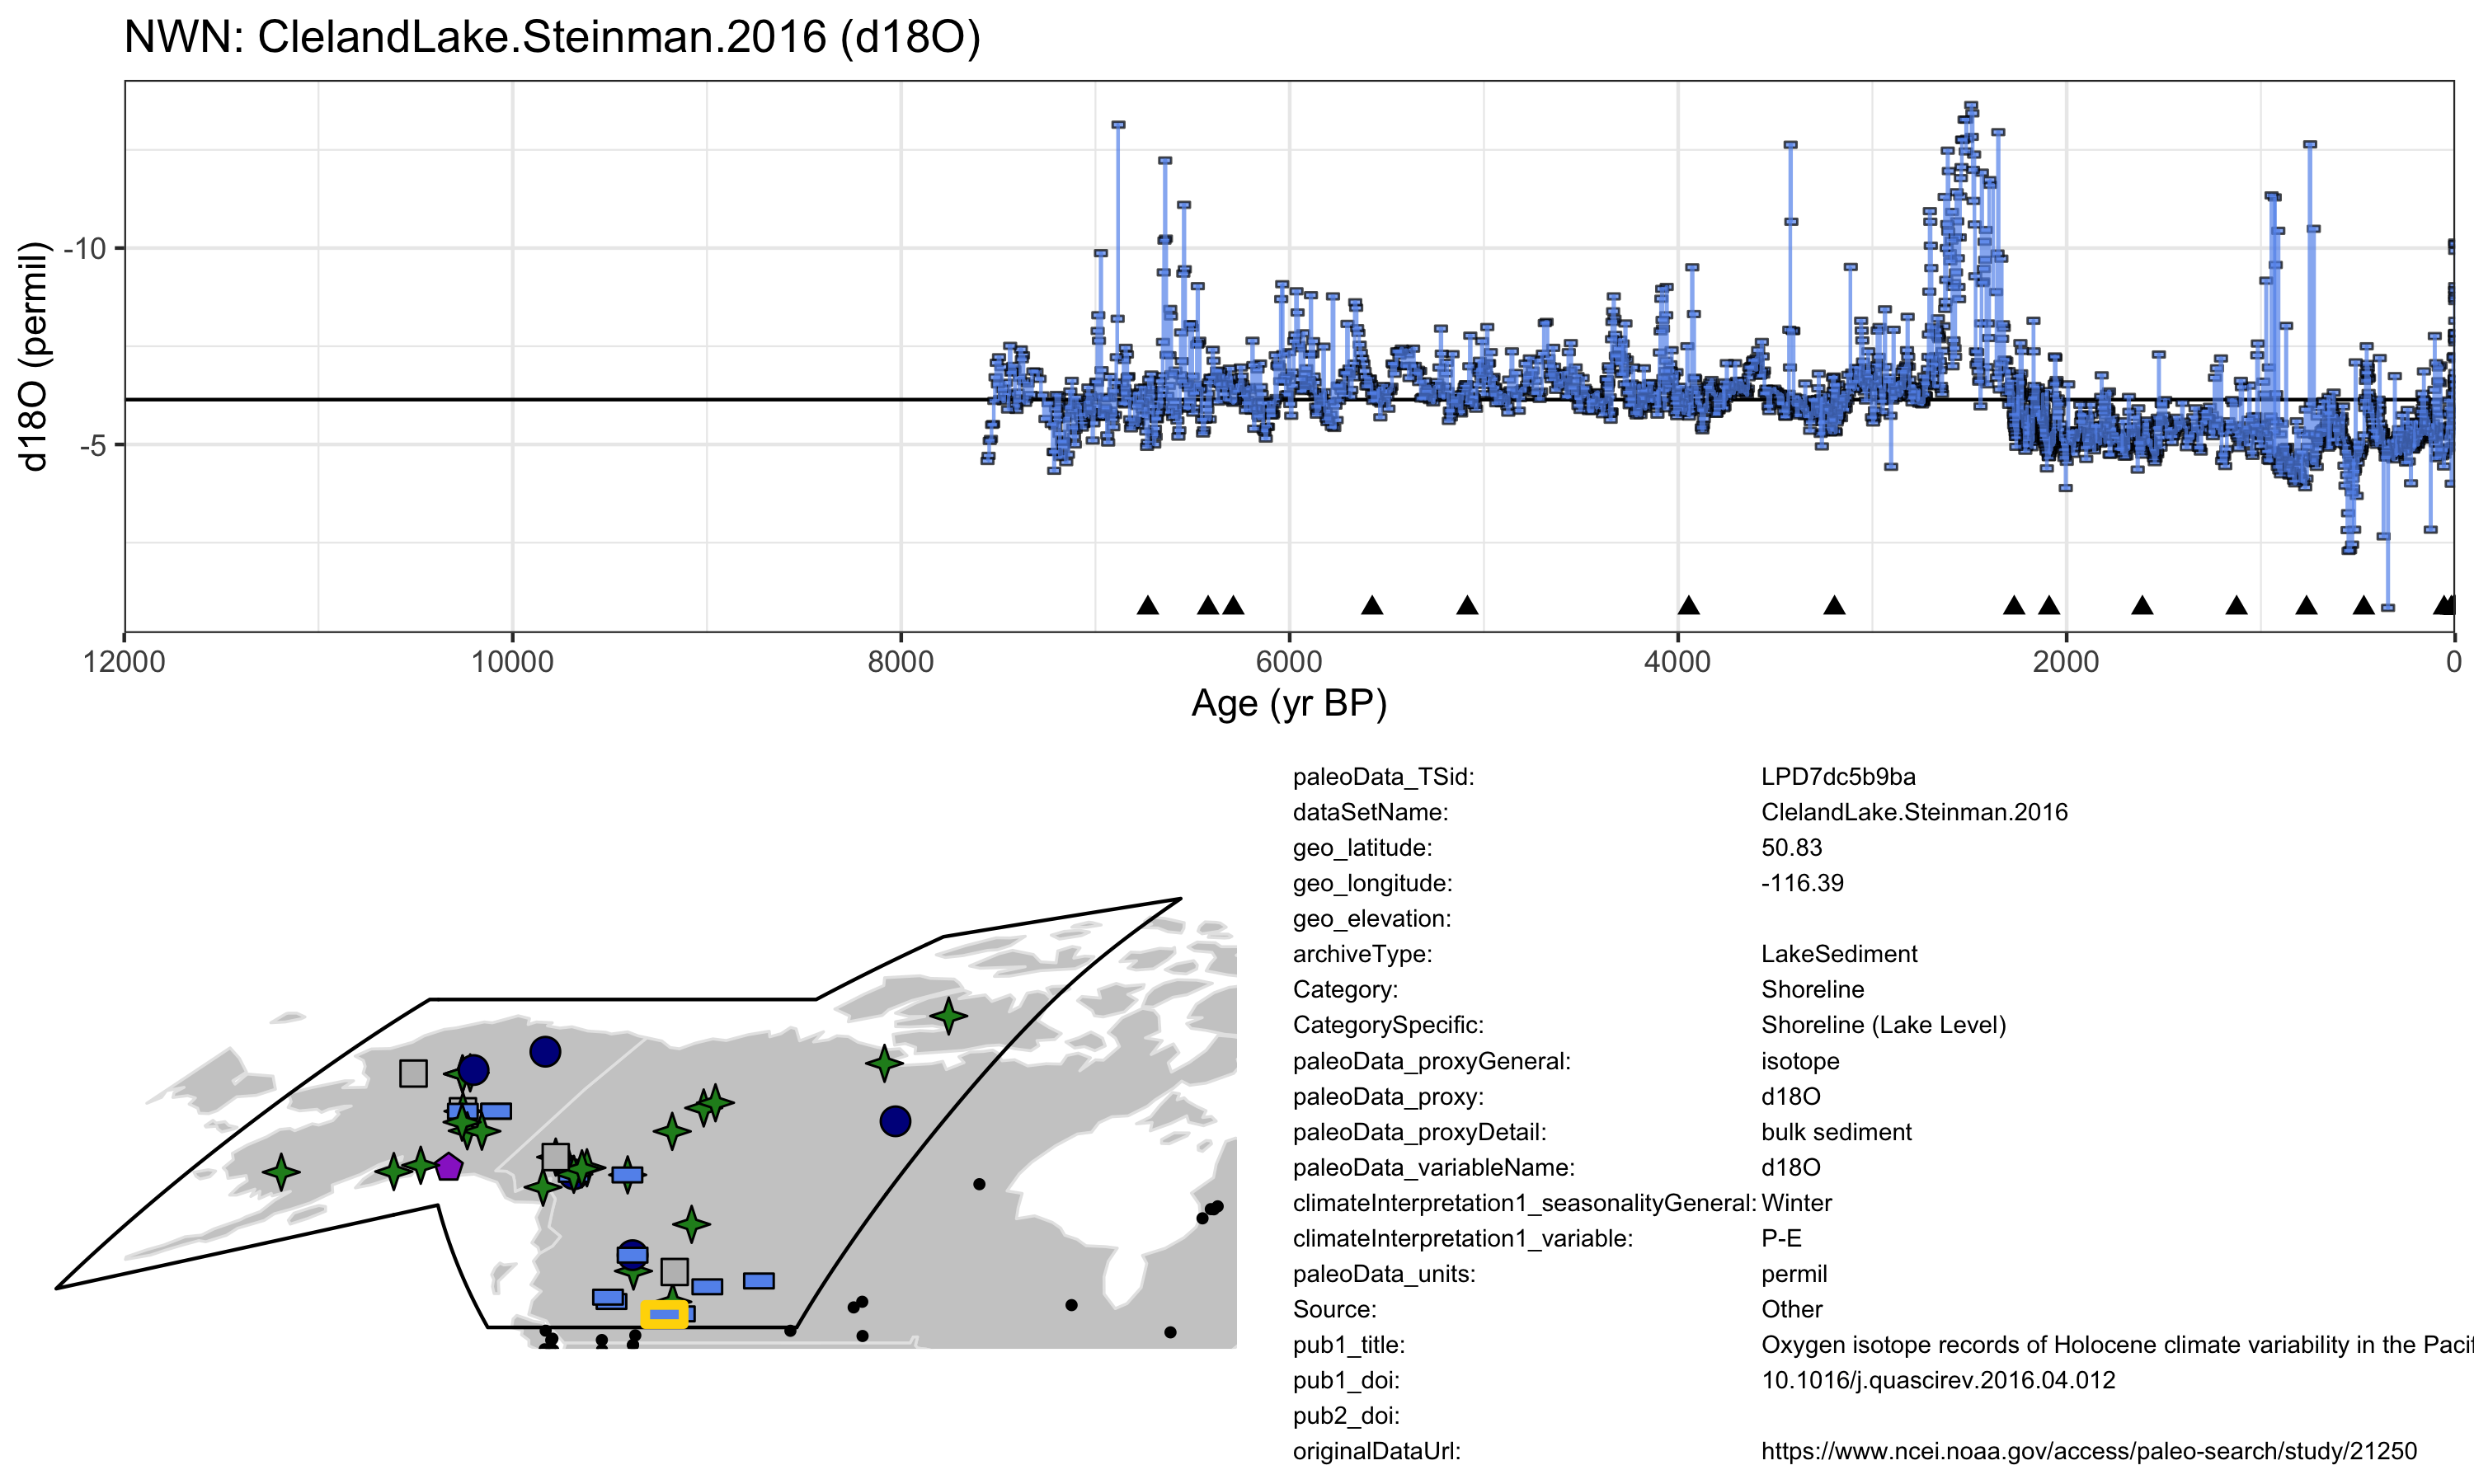 NWN: ClelandLake.Steinman.2016 (d18O)
d18O (permil)
-10
-5
12000 10000 8000 6000 4000 2000 0
Age (yr BP)
paleoData_TSid: LPD7dc5b9ba
dataSetName: ClelandLake.Steinman.2016
geo_latitude: 50.83
geo_longitude: -116.39
geo_elevation:
archiveType: LakeSediment
Category: Shoreline
CategorySpecific: Shoreline (Lake Level)
paleoData_proxyGeneral: isotope
paleoData_proxy: d18O
paleoData_proxyDetail: bulk sediment
paleoData_variableName: d18O
climateInterpretation1_seasonalityGeneral: Winter
climateInterpretation1_variable: P-E
paleoData_units: permil
Source: Other
pub1_title: Oxygen isotope records of Holocene climate variability in the Pacif
pub1_doi: 10.1016/j.quascirev.2016.04.012
pub2_doi:
originalDataUrl: https://www.ncei.noaa.gov/access/paleo-search/study/21250